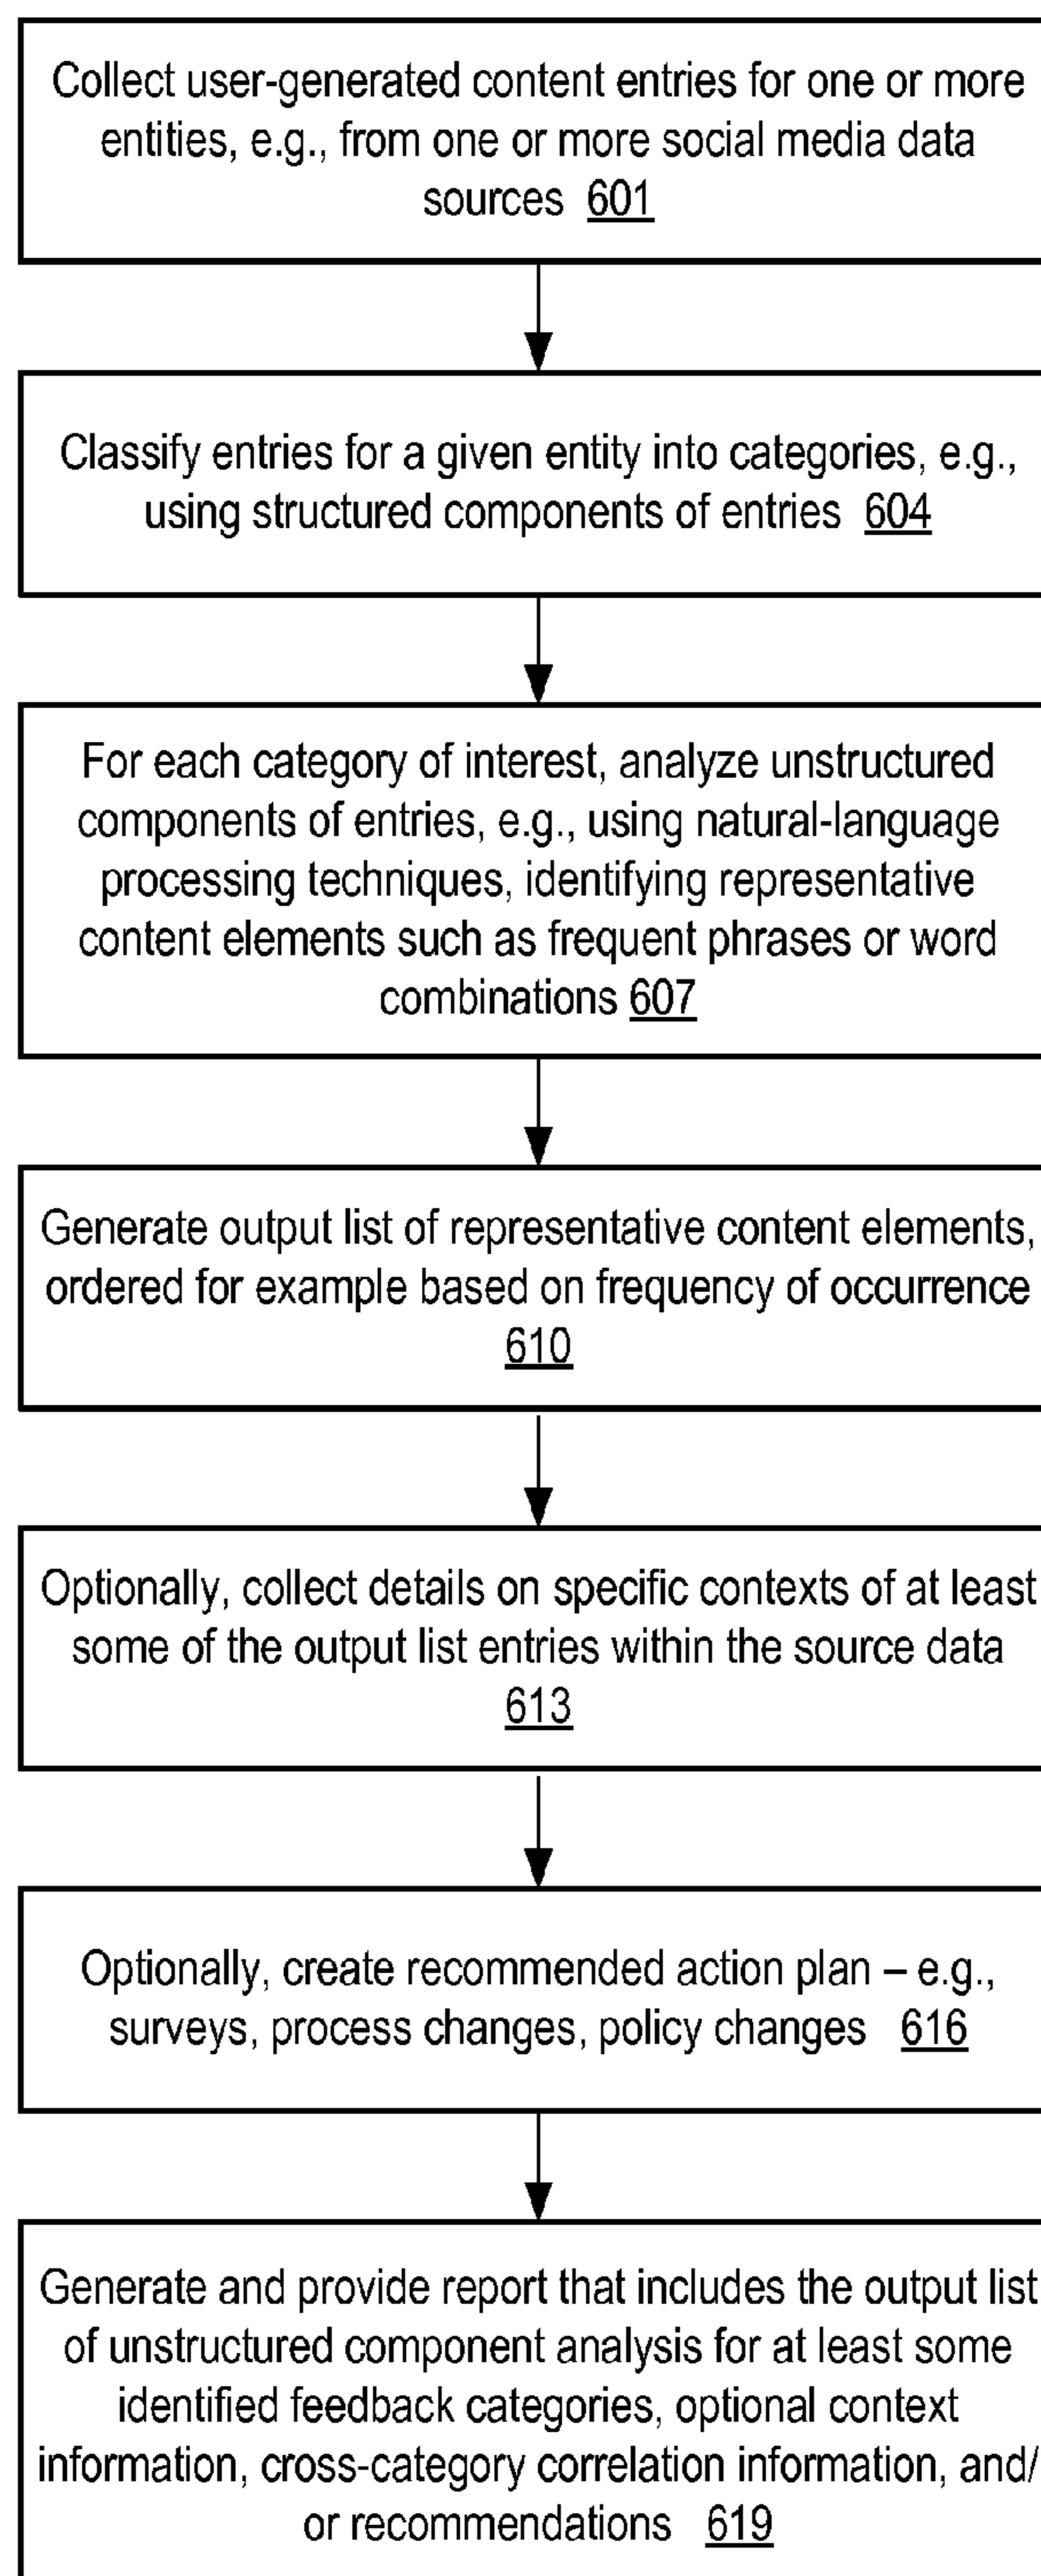 Collect user-generated content entries for one or more
entities, e.g., from one or more social media data
sources 601
Classify entries for a given entity into categories, e.g.,
using structured components of entries 604
For each category of interest, analyze unstructured
components of entries, e.g., using natural-language
processing techniques, identifying representative
content elements such as frequent phrases or word
combinations 607
Generate output list of representative content elements,
ordered for example based on frequency of occurrence
610
Optionally, collect details on specific contexts of at least
some of the output list entries within the source data
613
Optionally, create recommended action plan – e.g.,
surveys, process changes, policy changes 616
Generate and provide report that includes the output list
of unstructured component analysis for at least some
identified feedback categories, optional context
information, cross-category correlation information, and/
or recommendations 619